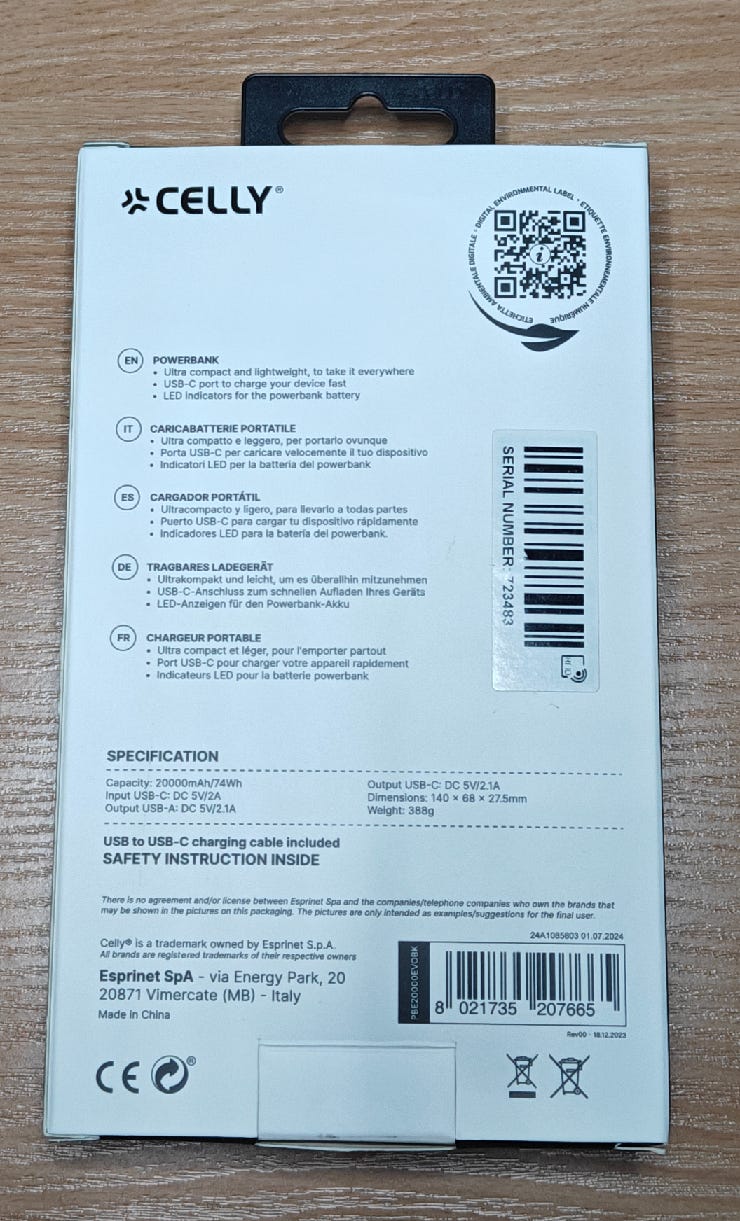 CELLY®
DIGITAL ENVIRONMENTAL LABEL • ETIQUETTE ENVIRONNEMENTALE NUMÉRIQUE
ETICHETTA AMBIENTALE DIGITALE •
i
EN POWERBANK
• Ultra compact and lightweight, to take it everywhere
• USB-C port to charge your device fast
• LED indicators for the powerbank battery
IT CARICABATTERIE PORTATILE
• Ultra compatto e leggero, per portarlo ovunque
• Porta USB-C per caricare velocemente il tuo dispositivo
• Indicatori LED per la batteria del powerbank
ES CARGADOR PORTÁTIL
• Ultracompacto y ligero, para llevarlo a todas partes
• Puerto USB-C para cargar tu dispositivo rápidamente
• Indicadores LED para la batería del powerbank.
DE TRAGBARES LADEGERÄT
• Ultrakompakt und leicht, um es überallhin mitzunehmen
• USB-C-Anschluss zum schnellen Aufladen Ihres Geräts
• LED-Anzeigen für den Powerbank-Akku
FR CHARGEUR PORTABLE
• Ultra compact et léger, pour l'emporter partout
• Port USB-C pour charger votre appareil rapidement
• Indicateurs LED pour la batterie powerbank
SERIAL NUMBER: 723483
SPECIFICATION
Capacity: 20000mAh/74Wh
Input USB-C: DC 5V/2A
Output USB-A: DC 5V/2.1A
Output USB-C: DC 5V/2.1A
Dimensions: 140 × 68 × 27.5mm
Weight: 388g
USB to USB-C charging cable included
SAFETY INSTRUCTION INSIDE
There is no agreement and/or license between Esprinet Spa and the companies/telephone companies who own the brands that
may be shown in the pictures on this packaging. The pictures are only intended as examples/suggestions for the final user.
Celly® is a trademark owned by Esprinet S.p.A.
All brands are registered trademarks of their respective owners
Esprinet SpA - via Energy Park, 20
20871 Vimercate (MB) - Italy
Made in China
24A1085803 01.07.2024
PBE20000EVOBK
8 021735 207665
Rev00 - 18.12.2023
CE
®